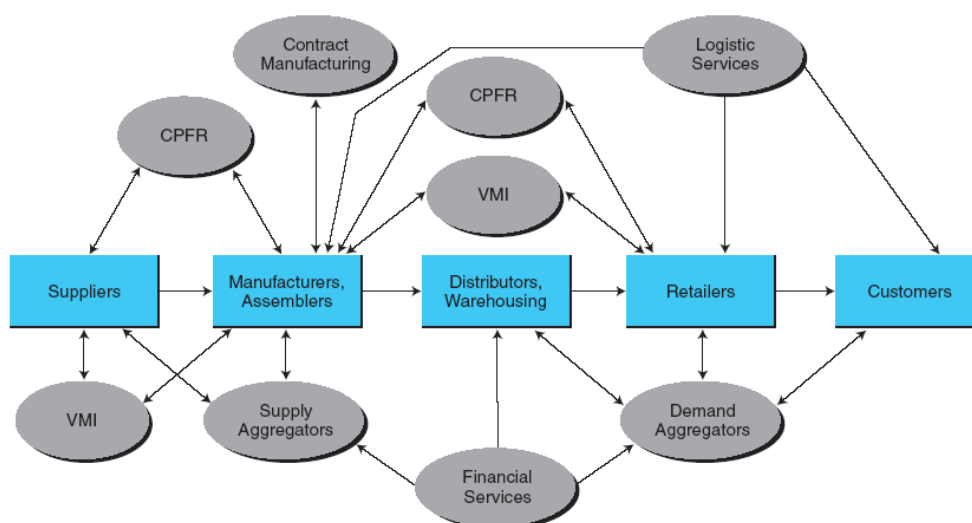 Contract
Manufacturing
Logistic
Services
CPFR
CPFR
VMI
Suppliers
Manufacturers,
Assemblers
Distributors,
Warehousing
Retailers
Customers
VMI
Supply
Aggregators
Demand
Aggregators
Financial
Services